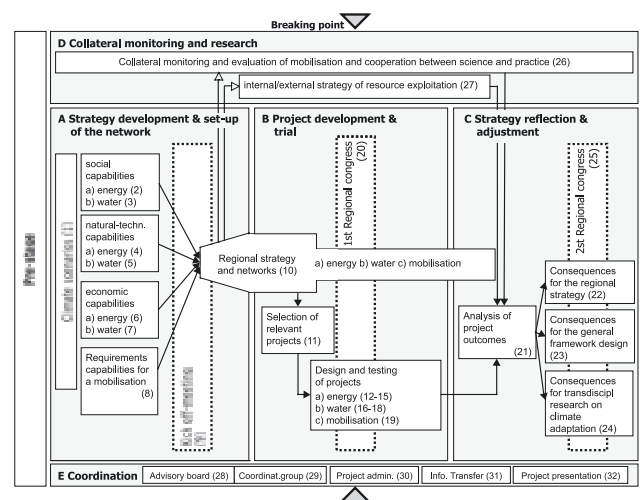 Breaking point
D Collateral monitoring and research
Collateral monitoring and evaluation of mobilisation and cooperation between science and practice (26)
internal/external strategy of resource exploitation (27)
A Strategy development & set-up
of the network
social
capabilities
a) energy (2)
b) water (3)
natural-techn.
capabilities
a) energy (4)
b) water (5)
economic
capabilities
a) energy (6)
b) water (7)
Requirements
capabilities for
a mobilisation
(8)
Regional strategy
and networks (10)
B Project development &
trial
1st Regional congress
(20)
a) energy b) water c) mobilisation
Selection of
relevant
projects (11)
Design and testing
of projects
a) energy (12-15)
b) water (16-18)
c) mobilisation (19)
C Strategy reflection &
adjustment
2st Regional congress
(25)
Analysis of
project
outcomes
(21)
Consequences
for the regional
strategy (22)
Consequences
for the general
framework design
(23)
Consequences
for transdiscipl
research on
climate
adaptation (24)
E Coordination
Advisory board (28)
Coordinat.group (29)
Project admin. (30)
Info. Transfer (31)
Project presentation (32)